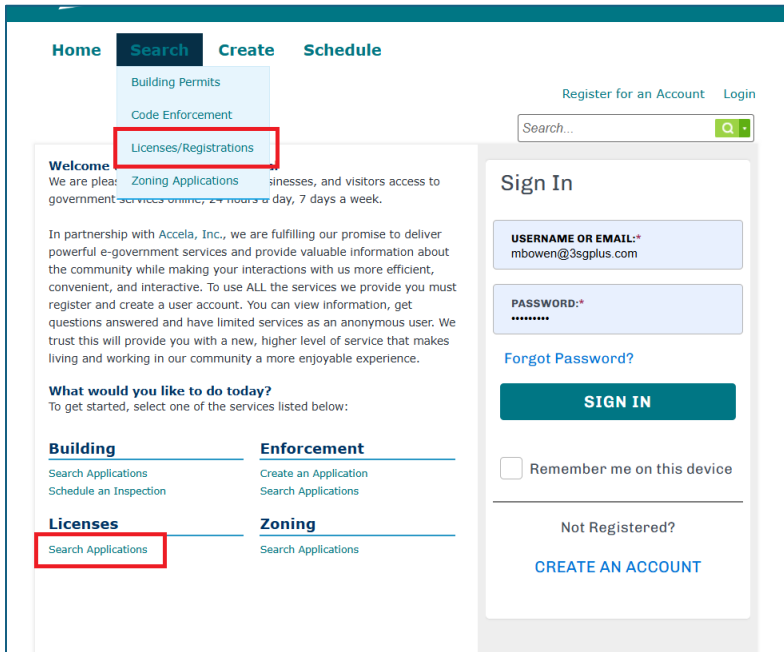 Home Search Create Schedule
Building Permits
Code Enforcement
Licenses/Registrations
Zoning Applications
Register for an Account Login
Search...
Welcome
We are plea sinesses, and visitors access to
government services online, 24 hours a day, 7 days a week.
In partnership with Accela, Inc., we are fulfilling our promise to deliver
powerful e-government services and provide valuable information about
the community while making your interactions with us more efficient,
convenient, and interactive. To use ALL the services we provide you must
register and create a user account. You can view information, get
questions answered and have limited services as an anonymous user. We
trust this will provide you with a new, higher level of service that makes
living and working in our community a more enjoyable experience.
What would you like to do today?
To get started, select one of the services listed below:
Building
Search Applications
Schedule an Inspection
Enforcement
Create an Application
Search Applications
Licenses
Search Applications
Zoning
Search Applications
Sign In
USERNAME OR EMAIL:*
mbowen@3sgplus.com
PASSWORD:*
•••••••••
Forgot Password?
SIGN IN
Remember me on this device
Not Registered?
CREATE AN ACCOUNT